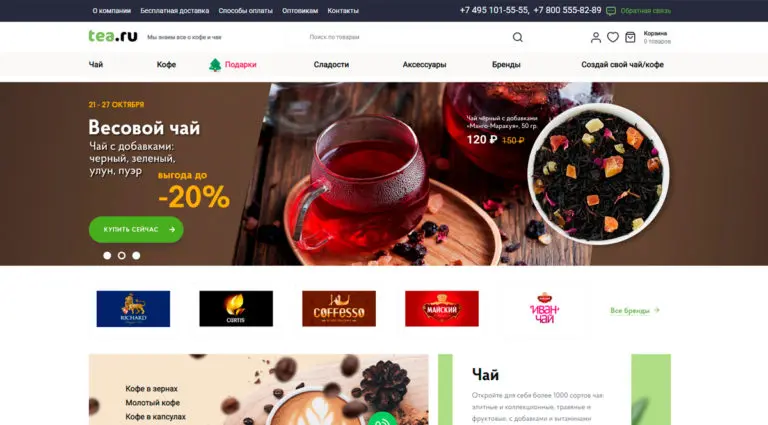 О компании Бесплатная доставка Способы оплаты Оптовикам Контакты +7 495 101-55-55, +7 800 555-82-89 Обратная связь
tea.ru Мы знаем все о кофе и чае Поиск по товарам Корзина
0 товаров
Чай Кофе Подарки Сладости Аксессуары Бренды Создай свой чай/кофе
21 - 27 ОКТЯБРЯ
Весовой чай
Чай с добавками:
черный, зеленый,
улун, пуэр
выгода до
-20%
КУПИТЬ СЕЙЧАС
Чай чёрный с добавками
«Манго-Маракуя», 50 гр.
120 ₽ 150 ₽
RICHARD
CURTIS
COFFESSO
МАЙСКИЙ
ИВАН-
ЧАЙ
Все бренды
Кофе в зернах
Молотый кофе
Кофе в капсулах
Чай
Откройте для себя более 1000 сортов чая:
элитные и коллекционные, травяные и
фруктовые, с добавками и витаминами